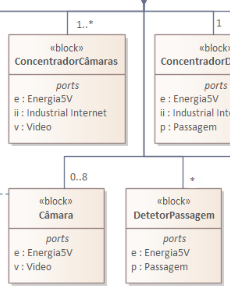 1..*
1
«block»
ConcentradorCâmaras
ports
e : Energia5V
ii : Industrial Internet
v : Video
«block»
ConcentradorD
ports
e : Energia5V
ii : Industrial Inter
p : Passagem
0..8
*
«block»
Câmara
ports
e : Energia5V
v : Video
«block»
DetetorPassagem
ports
e : Energia5V
p : Passagem